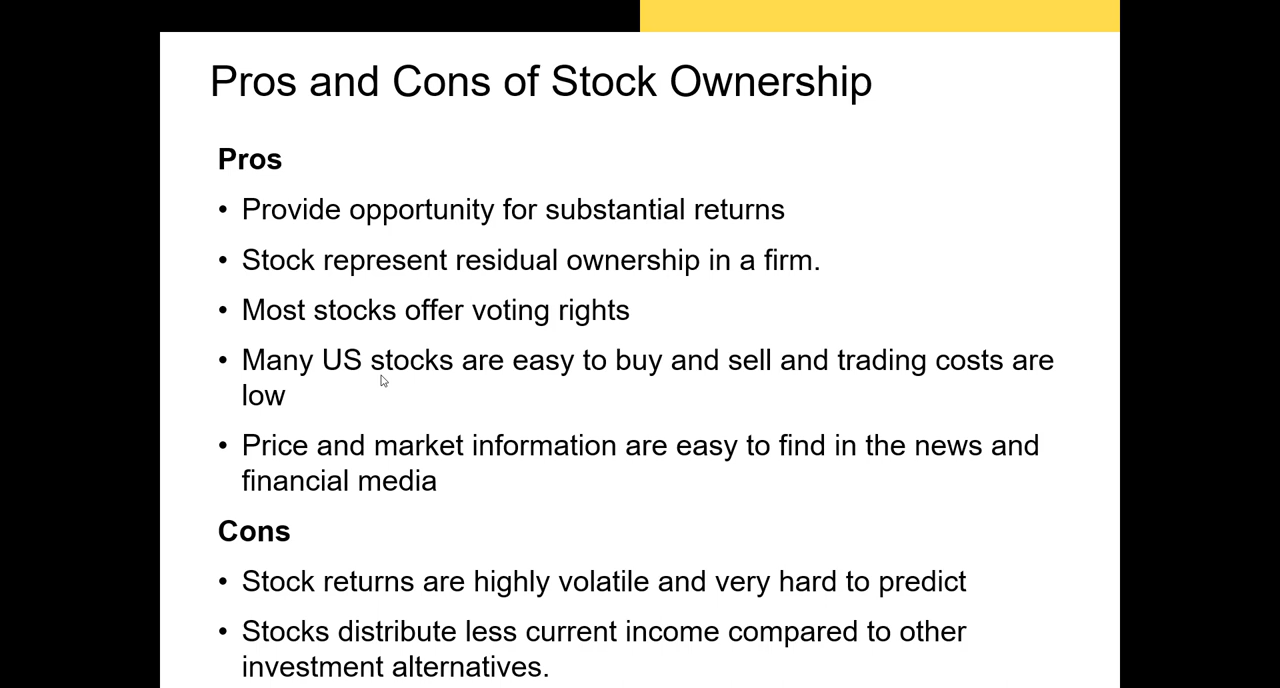 Pros and Cons of Stock Ownership
Pros
• Provide opportunity for substantial returns
• Stock represent residual ownership in a firm.
• Most stocks offer voting rights
• Many US stocks are easy to buy and sell and trading costs are
low
• Price and market information are easy to find in the news and
financial media
Cons
• Stock returns are highly volatile and very hard to predict
• Stocks distribute less current income compared to other
investment alternatives.